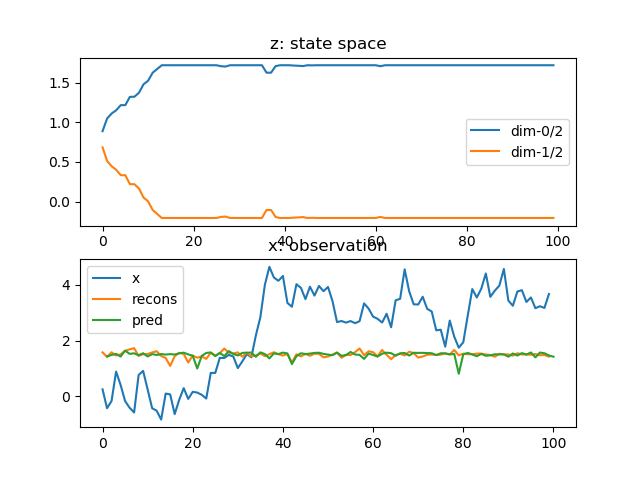 z: state space
1.5
1.0
0.5
0.0
dim-0/2
dim-1/2
0 20 40 60 80 100
x: observation
4
2
0
x
recons
pred
0 20 40 60 80 100